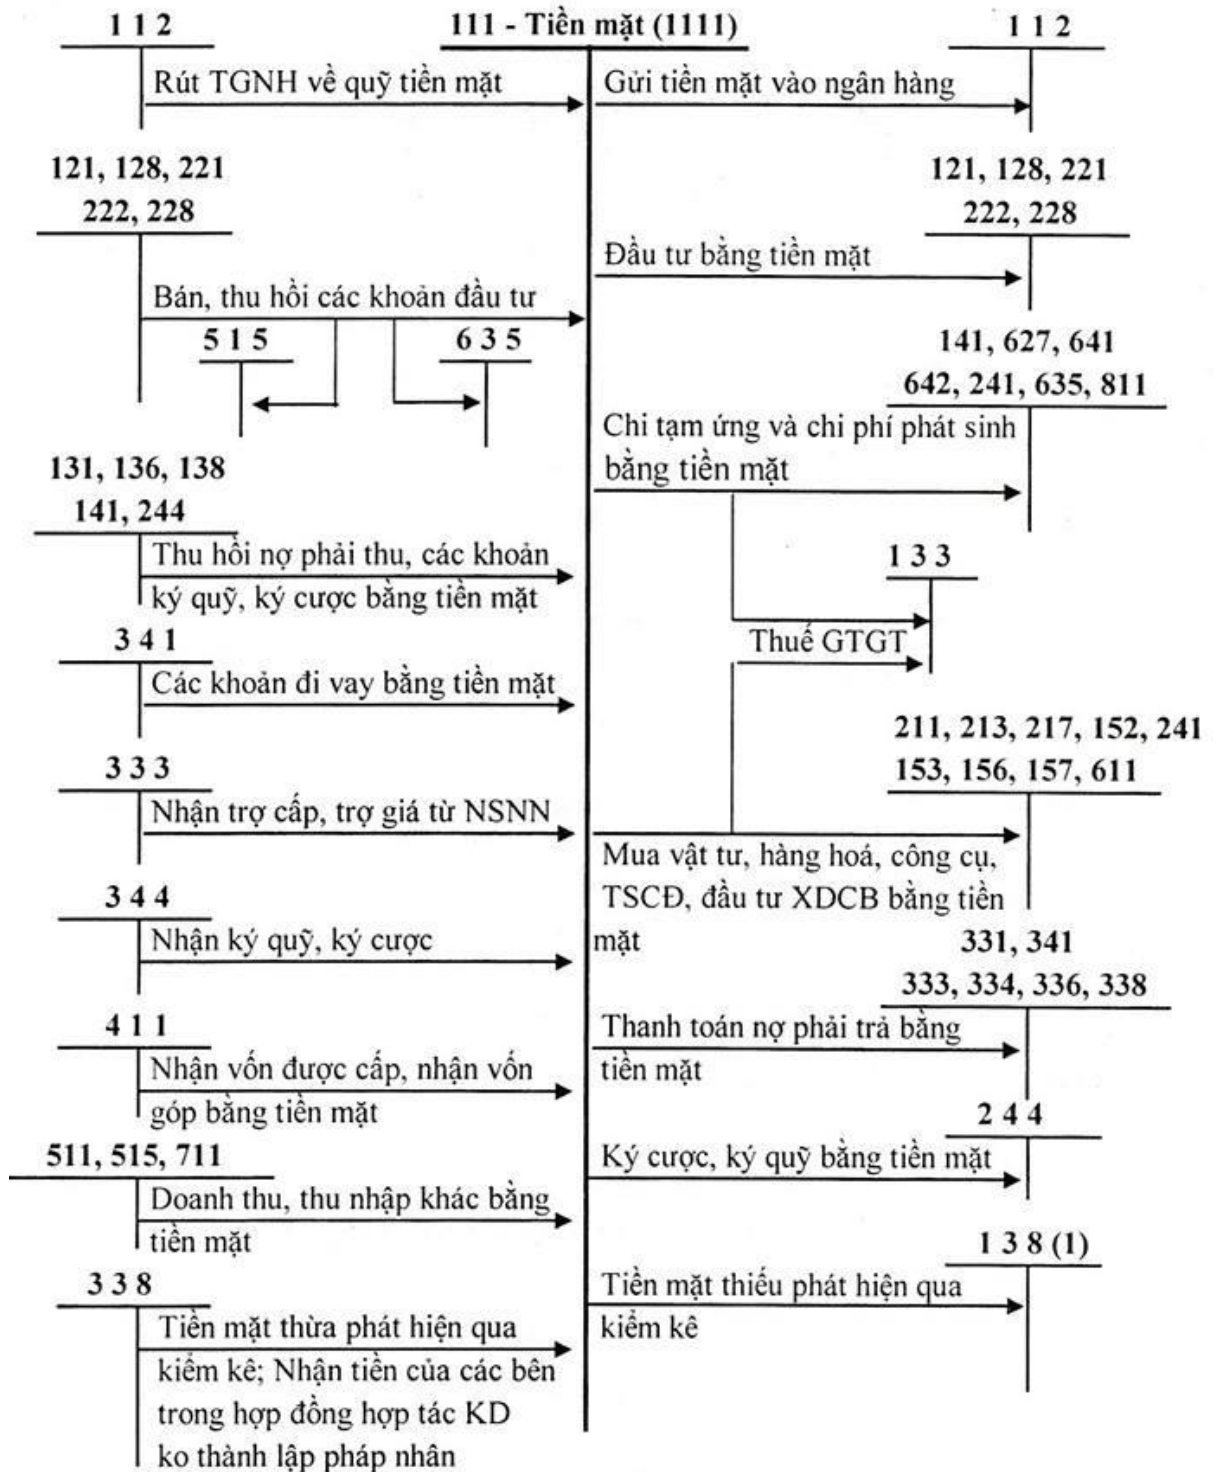 1 1 2
111 - Tiền mặt (1111)
1 1 2
Rút TGNH về quỹ tiền mặt
Gửi tiền mặt vào ngân hàng
121, 128, 221
222, 228
121, 128, 221
222, 228
Đầu tư bằng tiền mặt
Bán, thu hồi các khoản đầu tư
5 1 5
6 3 5
141, 627, 641
642, 241, 635, 811
Chi tạm ứng và chi phí phát sinh
bằng tiền mặt
131, 136, 138
141, 244
Thu hồi nợ phải thu, các khoản
ký quỹ, ký cược bằng tiền mặt
1 3 3
Thuế GTGT
3 4 1
Các khoản đi vay bằng tiền mặt
211, 213, 217, 152, 241
153, 156, 157, 611
3 3 3
Nhận trợ cấp, trợ giá từ NSNN
Mua vật tư, hàng hoá, công cụ,
TSCĐ, đầu tư XDCB bằng tiền
mặt
3 4 4
Nhận ký quỹ, ký cược
331, 341
333, 334, 336, 338
Thanh toán nợ phải trả bằng
tiền mặt
4 1 1
Nhận vốn được cấp, nhận vốn
góp bằng tiền mặt
2 4 4
Ký cược, ký quỹ bằng tiền mặt
511, 515, 711
Doanh thu, thu nhập khác bằng
tiền mặt
1 3 8 (1)
Tiền mặt thiếu phát hiện qua
kiểm kê
3 3 8
Tiền mặt thừa phát hiện qua
kiểm kê; Nhận tiền của các bên
trong hợp đồng hợp tác KD
ko thành lập pháp nhân